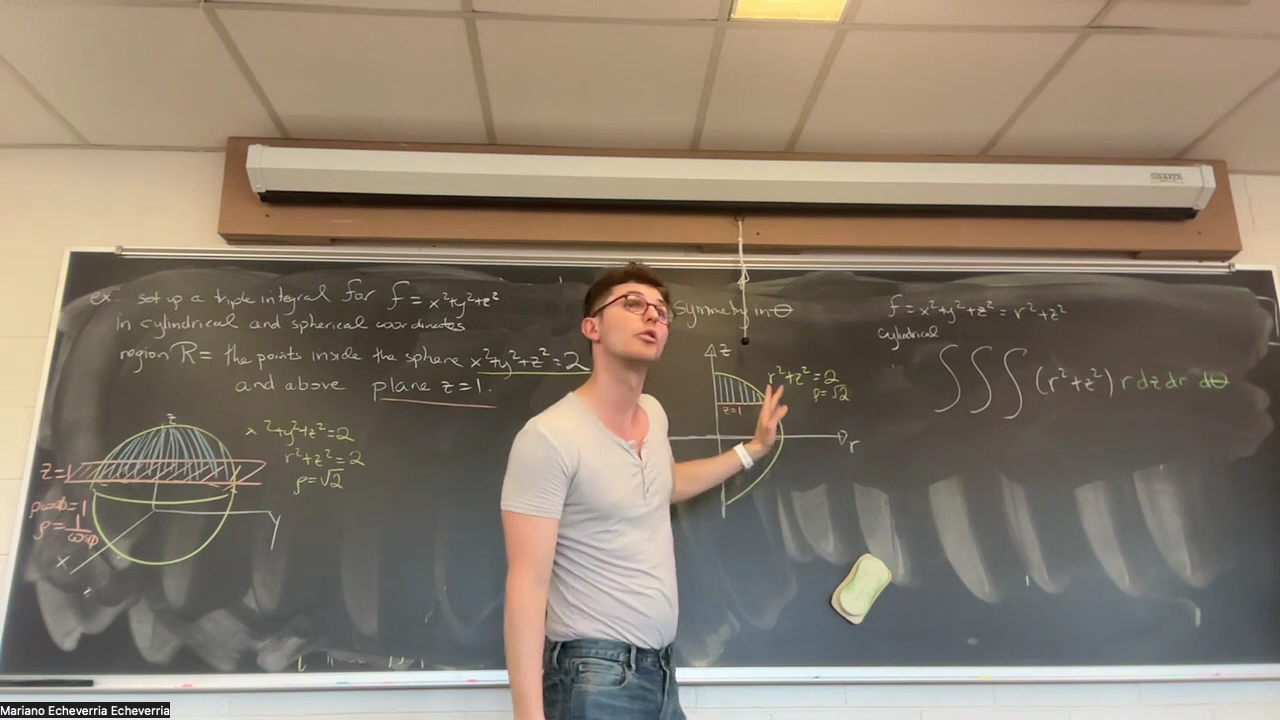 ex: set up a triple integral for f = x²+y²+z²
in cylindrical and spherical coordinates
region R = the points inside the sphere x²+y²+z²=2
and above plane z=1.
z
x²+y²+z²=2
r²+z²=2
ρ=√2
z=1
ρcosφ=1
ρ=1/cosφ
y
x
symmetry in θ
z
r²+z²=2
ρ=√2
z=1
r
f = x²+y²+z² = r²+z²
cylindrical
∫∫∫ (r²+z²) r dz dr dθ
Mariano Echeverria Echeverria